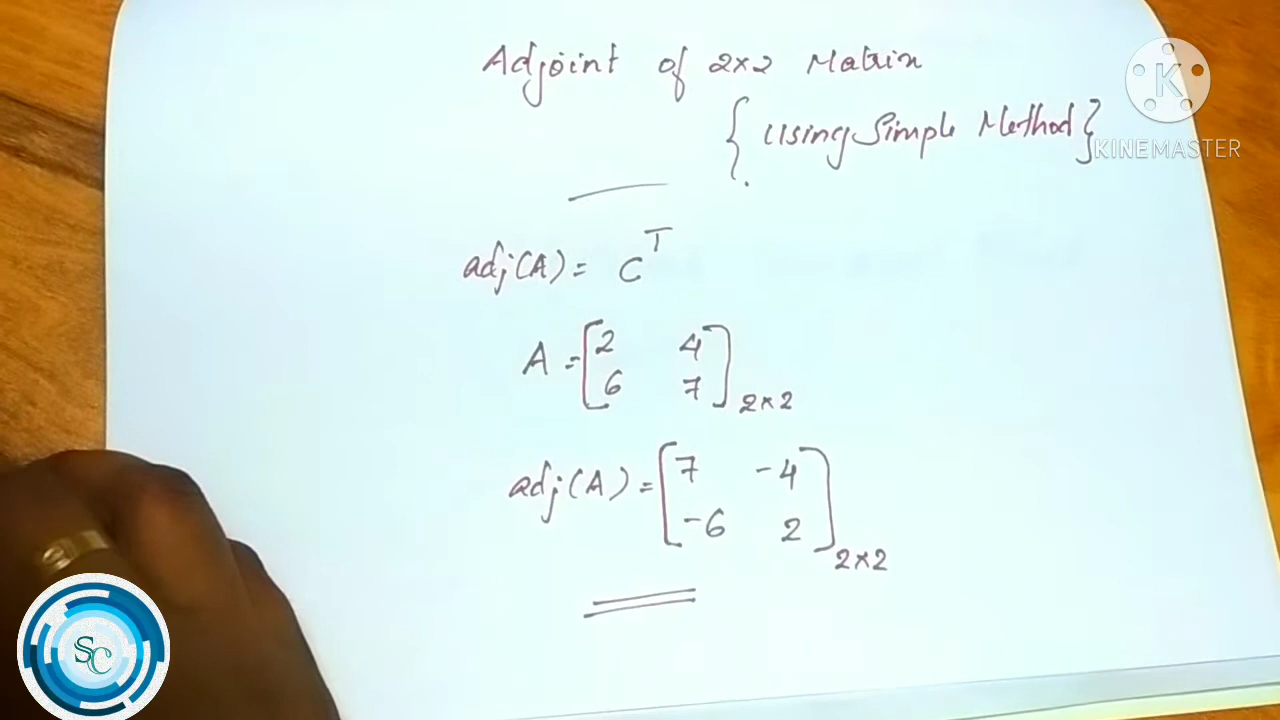 Adjoint of 2×2 Matrix
{ Using Simple Method }
K
KINEMASTER
adj(A) = C^T
A = [2 4
6 7] 2×2
adj(A) = [7 -4
-6 2] 2×2
SC